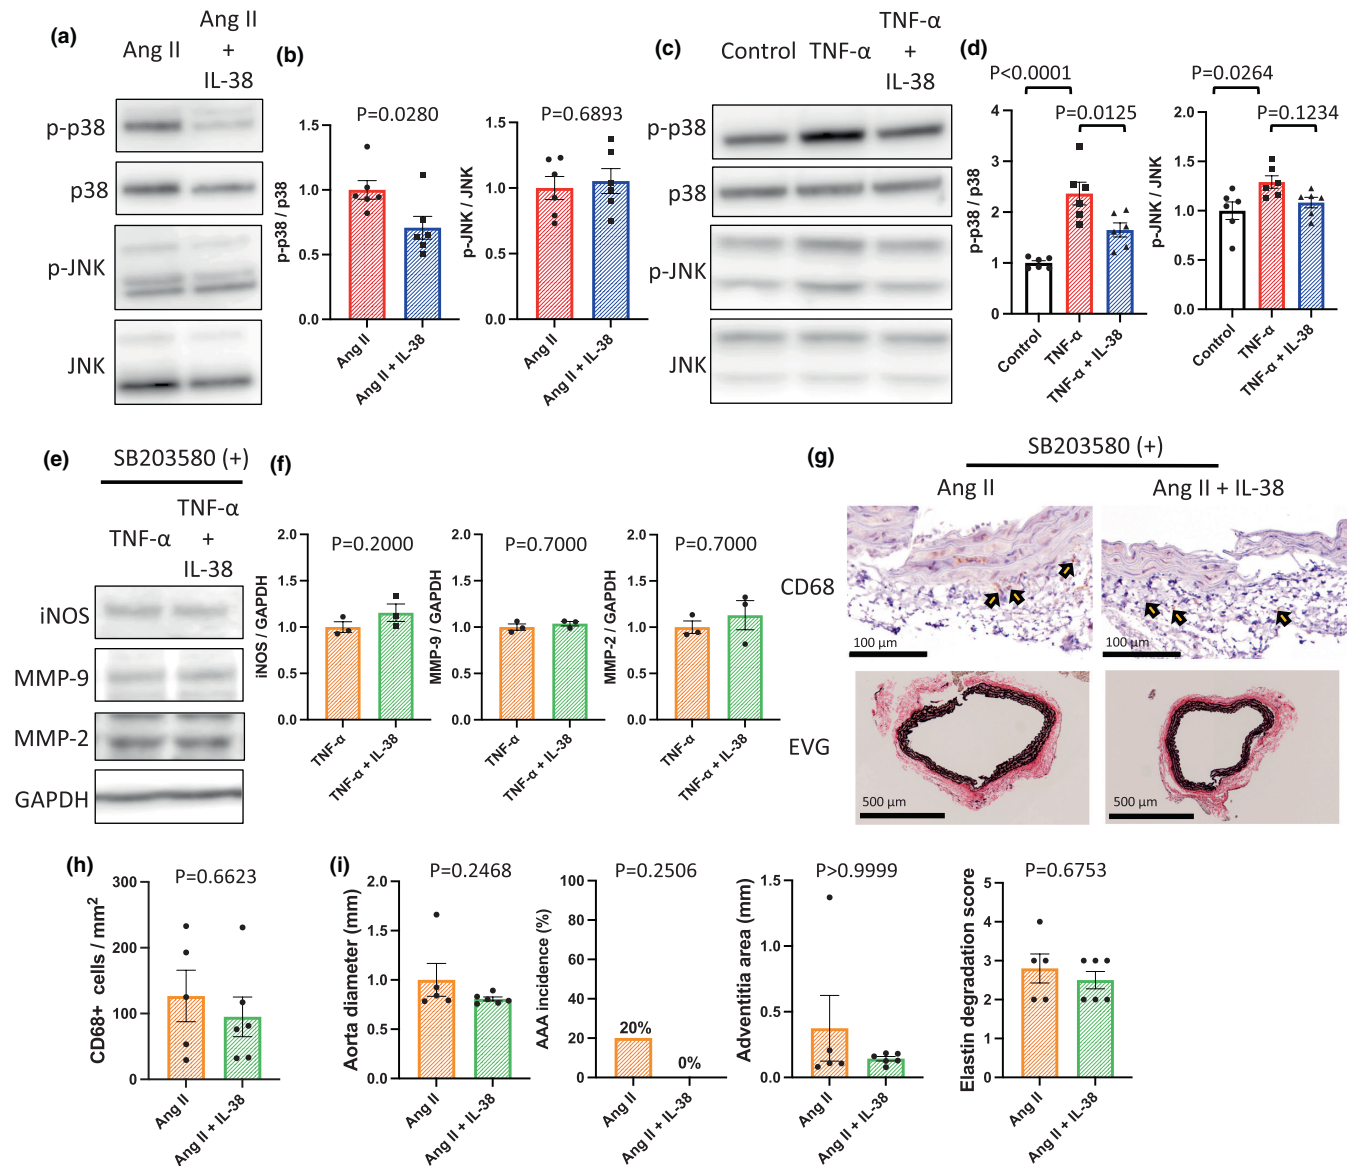 (a)
Ang II
Ang II
+
IL-38
p-p38
p38
p-JNK
JNK
(b)
P=0.0280
p-p38 / p38
1.5
1.0
0.5
0.0
Ang II
Ang II + IL-38
P=0.6893
p-JNK / JNK
1.5
1.0
0.5
0.0
Ang II
Ang II + IL-38
(c)
Control
TNF-α
TNF-α
+
IL-38
p-p38
p38
p-JNK
JNK
(d)
P<0.0001
P=0.0125
p-p38 / p38
4
3
2
1
0
Control
TNF-α
TNF-α + IL-38
P=0.0264
P=0.1234
p-JNK / JNK
2.0
1.5
1.0
0.5
0.0
Control
TNF-α
TNF-α + IL-38
(e)
SB203580 (+)
TNF-α
TNF-α
+
IL-38
iNOS
MMP-9
MMP-2
GAPDH
(f)
P=0.2000
iNOS / GAPDH
2.0
1.5
1.0
0.5
0.0
TNF-α
TNF-α + IL-38
P=0.7000
MMP-9 / GAPDH
2.0
1.5
1.0
0.5
0.0
TNF-α
TNF-α + IL-38
P=0.7000
MMP-2 / GAPDH
2.0
1.5
1.0
0.5
0.0
TNF-α
TNF-α + IL-38
(g)
SB203580 (+)
Ang II
Ang II + IL-38
CD68
100 µm
100 µm
EVG
500 µm
500 µm
(h)
P=0.6623
CD68+ cells / mm²
300
200
100
0
Ang II
Ang II + IL-38
(i)
P=0.2468
Aorta diameter (mm)
2.0
1.5
1.0
0.5
0.0
Ang II
Ang II + IL-38
P=0.2506
AAA incidence (%)
100
80
60
40
20
0
20%
0%
Ang II
Ang II + IL-38
P>0.9999
Adventitia area (mm)
1.5
1.0
0.5
0.0
Ang II
Ang II + IL-38
P=0.6753
Elastin degradation score
5
4
3
2
1
0
Ang II
Ang II + IL-38